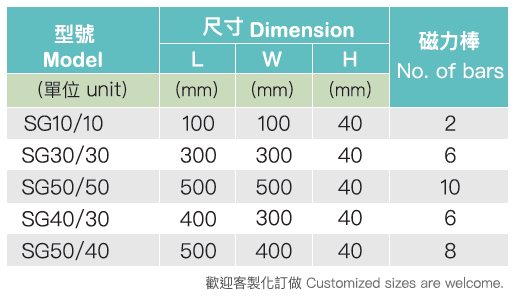 型號 Model 尺寸 Dimension 磁力棒 No. of bars
L W H
(單位 unit) (mm) (mm) (mm)
SG10/10 100 100 40 2
SG30/30 300 300 40 6
SG50/50 500 500 40 10
SG40/30 400 300 40 6
SG50/40 500 400 40 8
歡迎客製化訂做 Customized sizes are welcome.